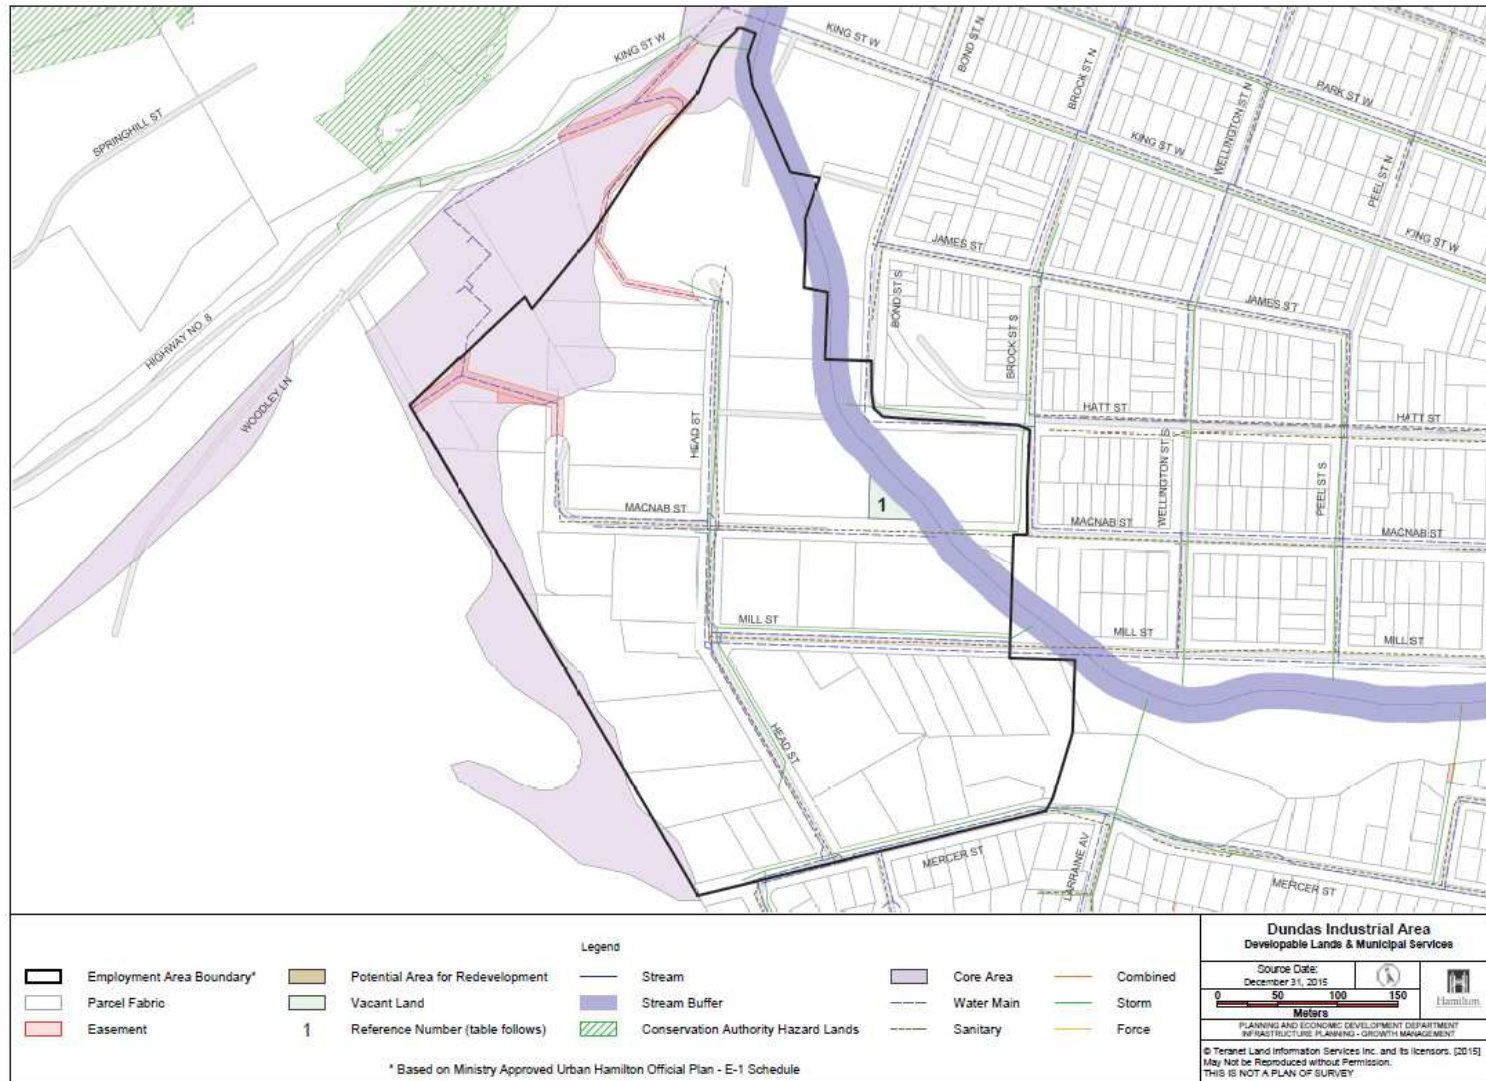 KING ST W
KING ST W
BOND ST N
BROCK ST N
PARK ST W
SPRINGHILL ST
WELLINGTON ST N
KING ST W
PEEL ST N
JAMES ST
KING ST W
BOND ST S
JAMES ST
HIGHWAY NO. 8
BROCK ST S
WOODLEY LN
HATT ST
HATT ST
HEAD ST
WELLINGTON ST S
PEEL ST S
1
MACNAB ST
MACNAB ST
MACNAB ST
MILL ST
MILL ST
MILL ST
HEAD ST
MERCER ST
LARRAINE AV
MERCER ST
Legend
Employment Area Boundary*
Parcel Fabric
Easement
Potential Area for Redevelopment
Vacant Land
1 Reference Number (table follows)
Stream
Stream Buffer
Conservation Authority Hazard Lands
Core Area
Water Main
Sanitary
Combined
Storm
Force
* Based on Ministry Approved Urban Hamilton Official Plan - E-1 Schedule
Dundas Industrial Area
Developable Lands & Municipal Services
Source Date:
December 31, 2015
0 50 100 150
Meters
Hamilton
PLANNING AND ECONOMIC DEVELOPMENT DEPARTMENT
INFRASTRUCTURE PLANNING - GROWTH MANAGEMENT
© Teranet Land Information Services Inc. and its licensors. [2015]
May Not be Reproduced without Permission.
THIS IS NOT A PLAN OF SURVEY